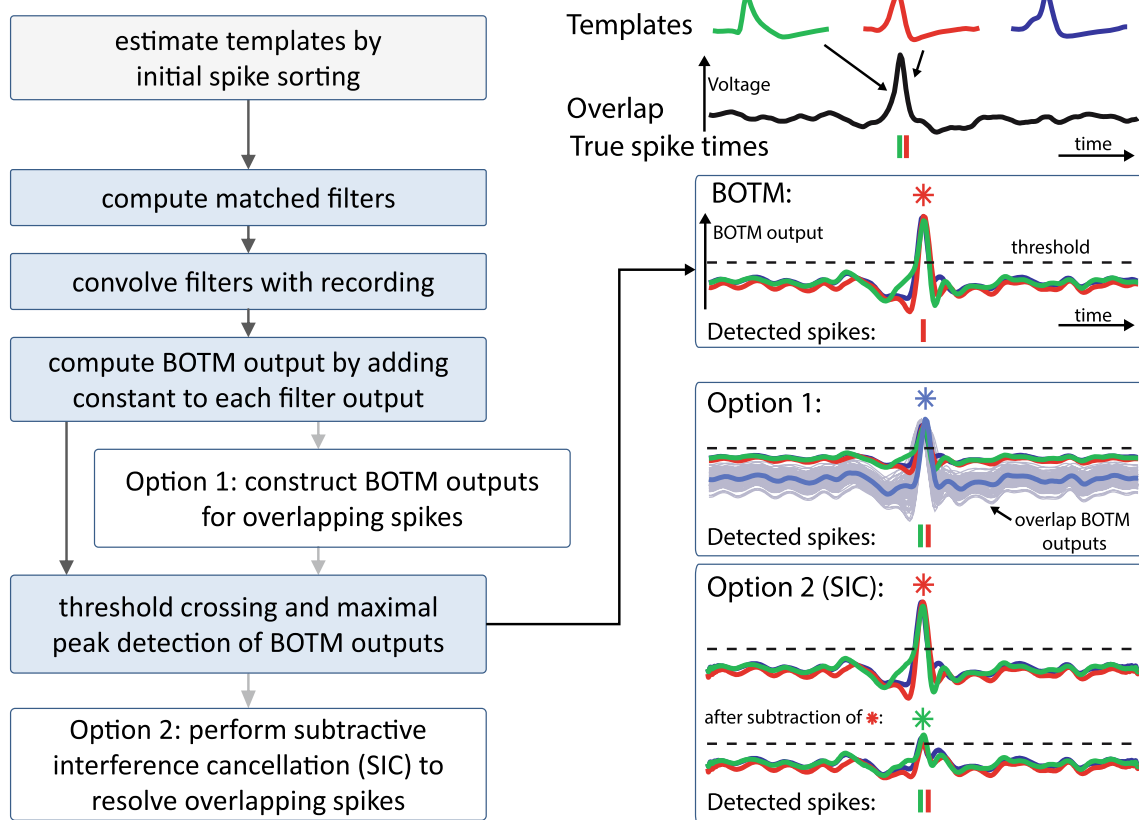 estimate templates by
initial spike sorting
compute matched filters
convolve filters with recording
compute BOTM output by adding
constant to each filter output
Option 1: construct BOTM outputs
for overlapping spikes
threshold crossing and maximal
peak detection of BOTM outputs
Option 2: perform subtractive
interference cancellation (SIC) to
resolve overlapping spikes
Templates
Voltage
Overlap
True spike times
time
BOTM:
BOTM output
threshold
time
Detected spikes:
Option 1:
overlap BOTM
outputs
Detected spikes:
Option 2 (SIC):
after subtraction of *:
Detected spikes: